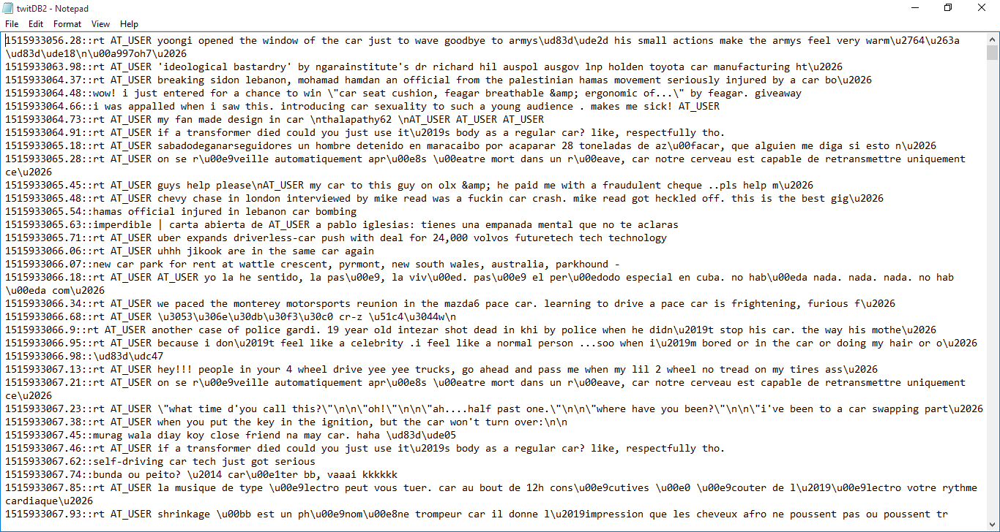 twitDB2 - Notepad
File Edit Format View Help
1515933056.28::rt AT_USER yoongi opened the window of the car just to wave goodbye to armys\ud83d\ude2d his small actions make the armys feel very warm\u2764\u263a
\ud83d\ude18\n\u00a997oh7\u2026
1515933063.98::rt AT_USER 'ideological bastardry' by ngarainstitute's dr richard hil auspol ausgov lnp holden toyota car manufacturing ht\u2026
1515933064.37::rt AT_USER breaking sidon lebanon, mohamad hamdan an official from the palestinian hamas movement seriously injured by a car bo\u2026
1515933064.48::wow! i just entered for a chance to win \"car seat cushion, feagar breathable &amp; ergonomic of...\" by feagar. giveaway
1515933064.66::i was appalled when i saw this. introducing car sexuality to such a young audience . makes me sick! AT_USER
1515933064.73::rt AT_USER my fan made design in car \nthalapathy62 \nAT_USER AT_USER AT_USER
1515933064.91::rt AT_USER if a transformer died could you just use it\u2019s body as a regular car? like, respectfully tho.
1515933065.18::rt AT_USER sabadodeganarseguidores un hombre detenido en maracaibo por acaparar 28 toneladas de az\u00facar, que alguien me diga si esto n\u2026
1515933065.28::rt AT_USER on se r\u00e9veille automatiquement apr\u00e8s \u00eatre mort dans un r\u00eave, car notre cerveau est capable de retransmettre uniquement
ce\u2026
1515933065.45::rt AT_USER guys help please\nAT_USER my car to this guy on olx &amp; he paid me with a fraudulent cheque ..pls help m\u2026
1515933065.48::rt AT_USER chevy chase in london interviewed by mike read was a fuckin car crash. mike read got heckled off. this is the best gig\u2026
1515933065.54::hamas official injured in lebanon car bombing
1515933065.63::imperdible | carta abierta de AT_USER a pablo iglesias: tienes una empanada mental que no te aclaras
1515933065.71::rt AT_USER uber expands driverless-car push with deal for 24,000 volvos futuretech tech technology
1515933066.06::rt AT_USER uhhh jikook are in the same car again
1515933066.07::new car park for rent at wattle crescent, pyrmont, new south wales, australia, parkhound -
1515933066.18::rt AT_USER AT_USER yo la he sentido, la pas\u00e9, la viv\u00ed. pas\u00e9 el per\u00edodo especial en cuba. no hab\u00eda nada. nada. nada. no hab
\u00eda com\u2026
1515933066.34::rt AT_USER we paced the monterey motorsports reunion in the mazda6 pace car. learning to drive a pace car is frightening, furious f\u2026
1515933066.68::rt AT_USER \u3053\u306e\u30db\u30f3\u30c0 cr-z \u51c4\u3044w\n
1515933066.9::rt AT_USER another case of police gardi. 19 year old intezar shot dead in khi by police when he didn\u2019t stop his car. the way his mothe\u2026
1515933066.95::rt AT_USER because i don\u2019t feel like a celebrity .i feel like a normal person ...soo when i\u2019m bored or in the car or doing my hair or o\u2026
1515933066.98::\ud83d\udc47
1515933067.13::rt AT_USER hey!!! people in your 4 wheel drive yee yee trucks, go ahead and pass me when my lil 2 wheel no tread on my tires ass\u2026
1515933067.21::rt AT_USER on se r\u00e9veille automatiquement apr\u00e8s \u00eatre mort dans un r\u00eave, car notre cerveau est capable de retransmettre uniquement
ce\u2026
1515933067.23::rt AT_USER \"what time d'you call this?\"\n\n\"oh!\"\n\n\"ah....half past one.\"\n\n\"where have you been?\"\n\n\"i've been to a car swapping part\u2026
1515933067.38::rt AT_USER when you put the key in the ignition, but the car won't turn over:\n\n
1515933067.45::murag wala diay koy close friend na may car. haha \ud83d\ude05
1515933067.46::rt AT_USER if a transformer died could you just use it\u2019s body as a regular car? like, respectfully tho.
1515933067.62::self-driving car tech just got serious
1515933067.74::bunda ou peito? \u2014 car\u00e1ter bb, vaaai kkkkkk
1515933067.85::rt AT_USER la musique de type \u00e9lectro peut vous tuer. car au bout de 12h cons\u00e9cutives \u00e0 \u00e9couter de l\u2019\u00e9lectro votre rythme
cardiaque\u2026
1515933067.93::rt AT_USER shrinkage \u00bb est un ph\u00e9nom\u00e8ne trompeur car il donne l\u2019impression que les cheveux afro ne poussent pas ou poussent tr